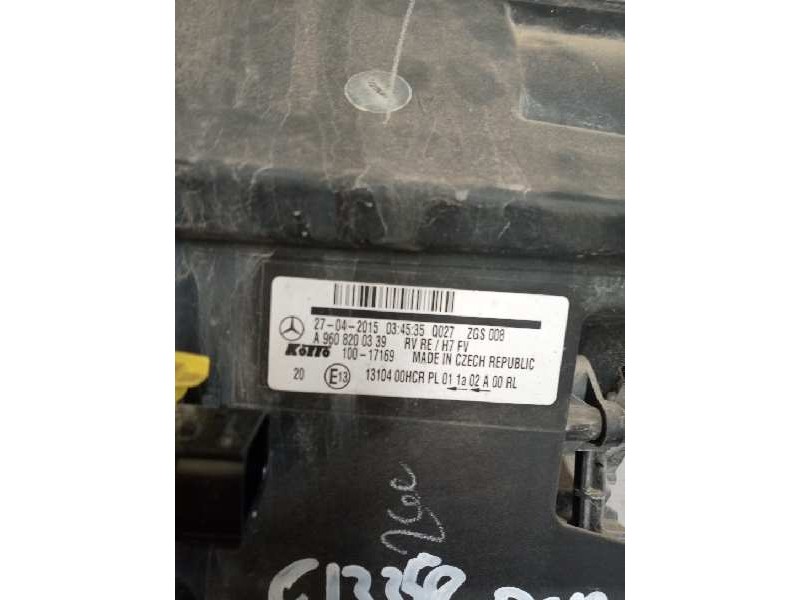 27-04-2015 03:45:35 Q027 ZGS 008
A 960 820 03 39 RV RE / H7 FV
100-17169 MADE IN CZECH REPUBLIC
20 E13 13104 00HCR PL 01 1a 02 A 00 RL